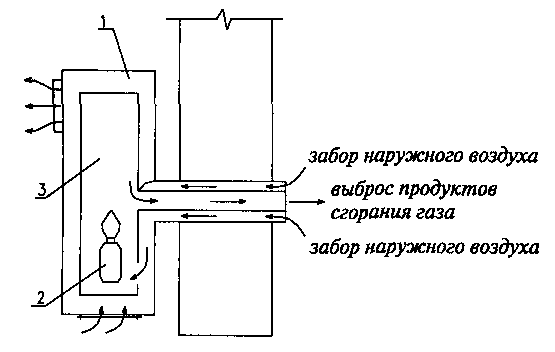 1
забор наружного воздуха
3
выброс продуктов
сгорания газа
забор наружного воздуха
2